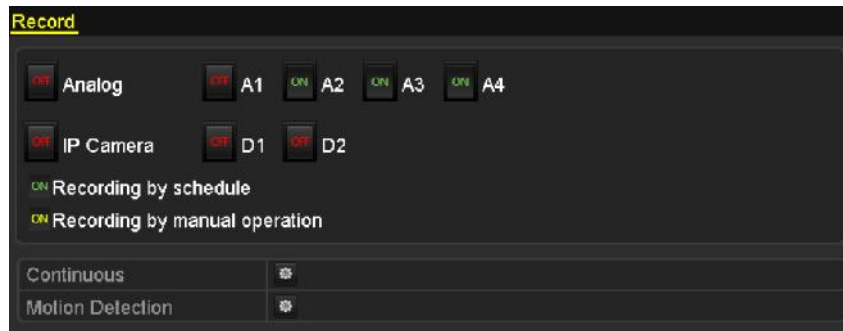 Record
OFF Analog OFF A1 ON A2 ON A3 ON A4
OFF IP Camera OFF D1 OFF D2
ON Recording by schedule
ON Recording by manual operation
Continuous
Motion Detection